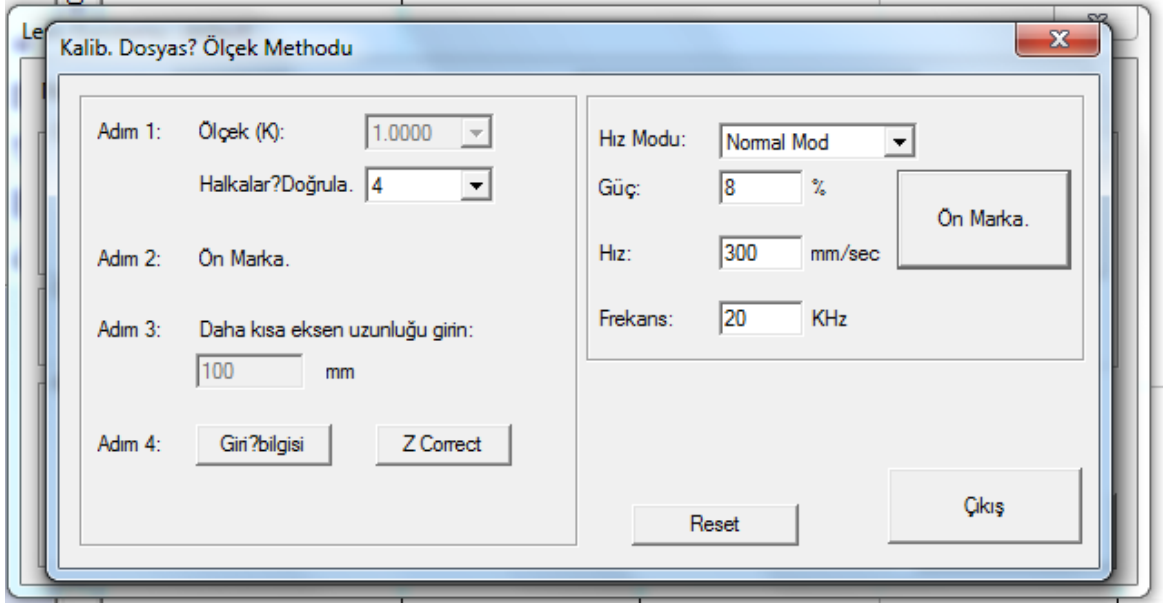 Le
Kalib. Dosyas? Ölçek Methodu
Adım 1: Ölçek (K): 1.0000
Halkalar?Doğrula. 4
Adım 2: Ön Marka.
Adım 3: Daha kısa eksen uzunluğu girin:
100 mm
Adım 4: Giri?bilgisi Z Correct
Hız Modu: Normal Mod
Güç: 8 %
Hız: 300 mm/sec
Frekans: 20 KHz
Ön Marka.
Reset
Çıkış